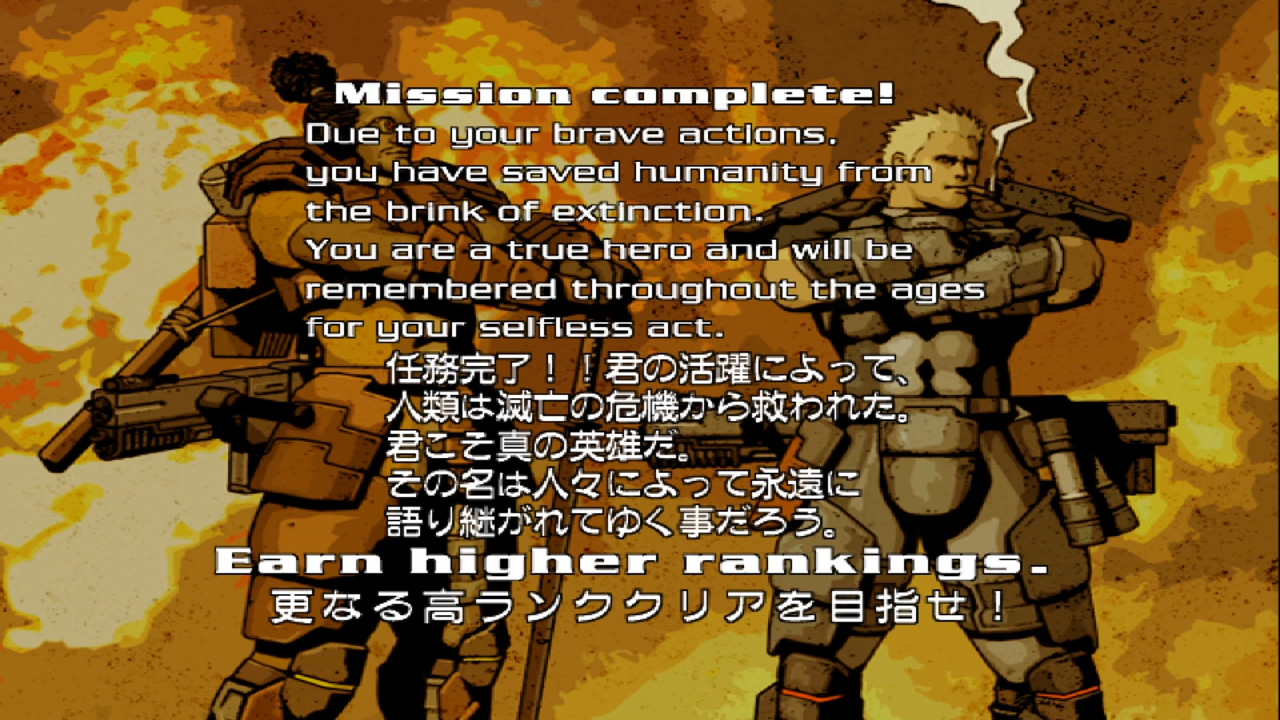 Mission complete!
Due to your brave actions.
you have saved humanity from
the brink of extinction.
You are a true hero and will be
remembered throughout the ages
for your selfless act.
任務完了！！君の活躍によって、
人類は滅亡の危機から救われた。
君こそ真の英雄だ。
その名は人々によって永遠に
語り継がれてゆく事だろう。
Earn higher rankings.
更なる高ランククリアを目指せ！